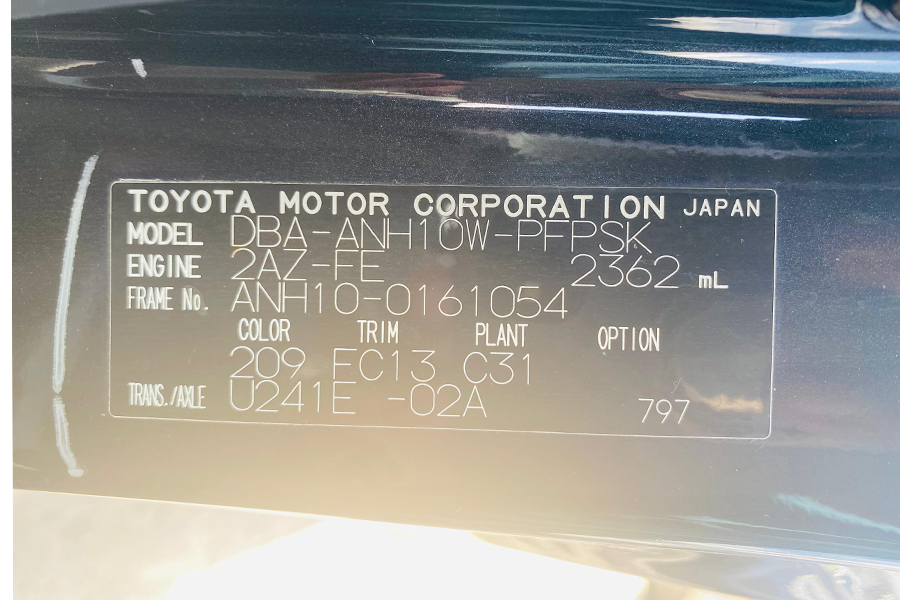 TOYOTA MOTOR CORPORATION JAPAN
MODEL DBA-ANH10W-PFPSK
ENGINE 2AZ-FE 2362 mL
FRAME No. ANH10-0161054
COLOR TRIM PLANT OPTION
209 FC13 C31
TRANS./AXLE U241E -02A 797